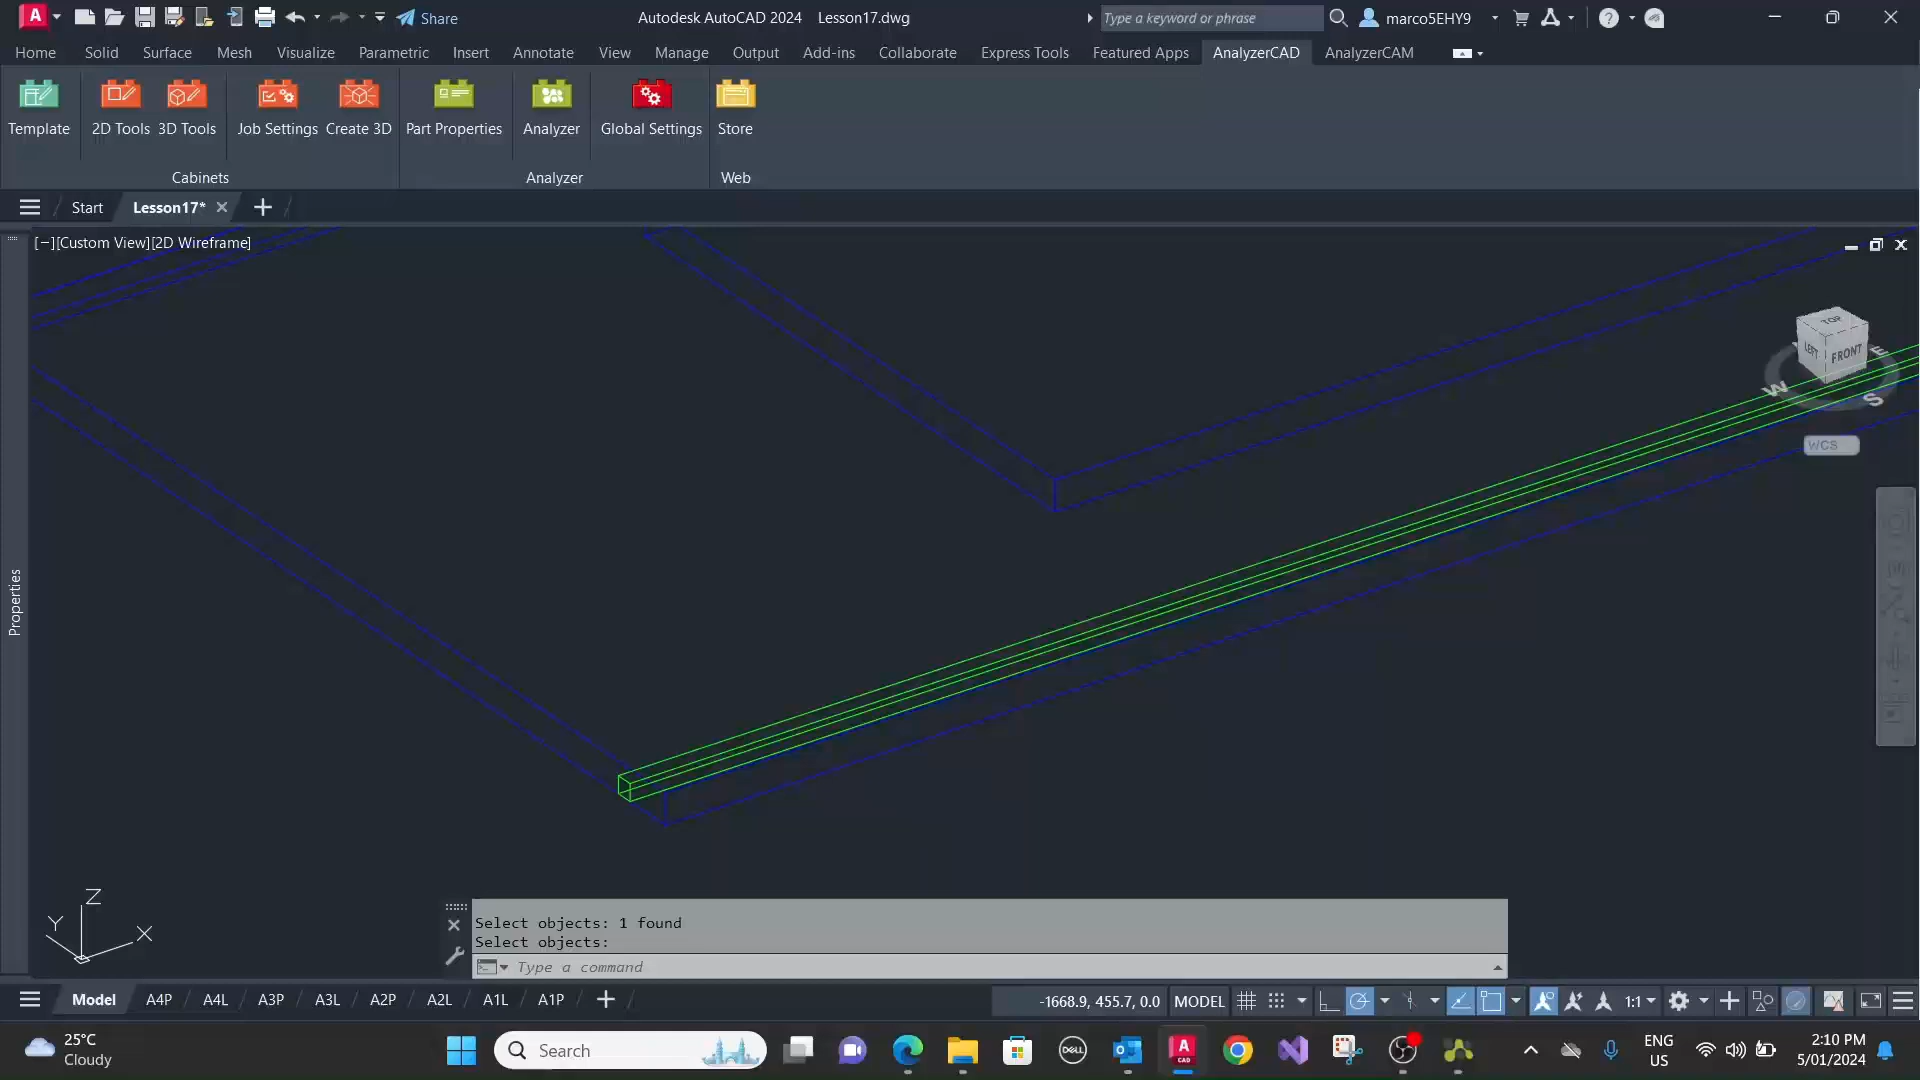 Share
Autodesk AutoCAD 2024 Lesson17.dwg
Type a keyword or phrase
marco5EHY9
Home Solid Surface Mesh Visualize Parametric Insert Annotate View Manage Output Add-ins Collaborate Express Tools Featured Apps AnalyzerCAD AnalyzerCAM
Template 2D Tools 3D Tools Job Settings Create 3D Part Properties Analyzer Global Settings Store
Cabinets Analyzer Web
Start Lesson17* +
[−][Custom View][2D Wireframe]
TOP
LEFT FRONT
E
W S
WCS
Properties
Z
Y X
Select objects: 1 found
Select objects:
Type a command
Model A4P A4L A3P A3L A2P A2L A1L A1P +
-1668.9, 455.7, 0.0 MODEL 1:1
25°C
Cloudy
Search
DELL
A
CAD
ENG
US
2:10 PM
5/01/2024